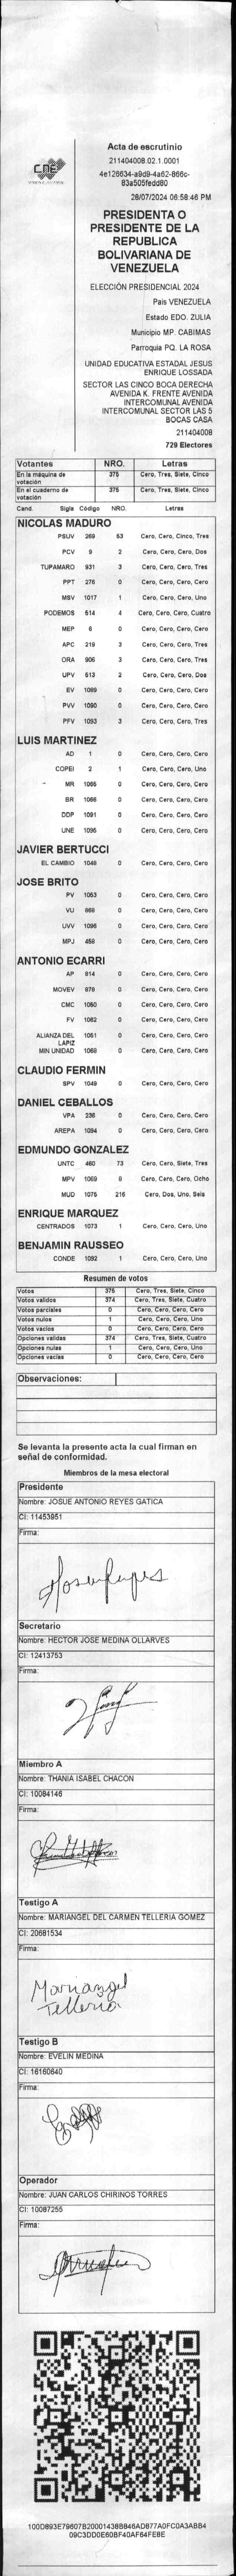 CNE
Acta de escrutinio
211404008.02.1.0001
4e126634-a9d9-4a62-866c-
83a505fedd80
28/07/2024 06:58:46 PM
PRESIDENTA O
PRESIDENTE DE LA
REPUBLICA
BOLIVARIANA DE
VENEZUELA
ELECCIÓN PRESIDENCIAL 2024
Pais VENEZUELA
Estado EDO. ZULIA
Municipio MP. CABIMAS
Parroquia PQ. LA ROSA
UNIDAD EDUCATIVA ESTADAL JESUS
ENRIQUE LOSSADA
SECTOR LAS CINCO BOCA DERECHA
AVENIDA K. FRENTE AVENIDA
INTERCOMUNAL AVENIDA
INTERCOMUNAL SECTOR LAS 5
BOCAS CASA
211404008
729 Electores
Votantes NRO. Letras
En la máquina de votación 375 Cero, Tres, Siete, Cinco
En el cuaderno de votación 375 Cero, Tres, Siete, Cinco
Cand. Sigla Código NRO. Letras
NICOLAS MADURO
PSUV 269 53 Cero, Cero, Cinco, Tres
PCV 9 2 Cero, Cero, Cero, Dos
TUPAMARO 931 3 Cero, Cero, Cero, Tres
PPT 276 0 Cero, Cero, Cero, Cero
MSV 1017 1 Cero, Cero, Cero, Uno
PODEMOS 514 4 Cero, Cero, Cero, Cuatro
MEP 6 0 Cero, Cero, Cero, Cero
APC 219 3 Cero, Cero, Cero, Tres
ORA 906 3 Cero, Cero, Cero, Tres
UPV 513 2 Cero, Cero, Cero, Dos
EV 1089 0 Cero, Cero, Cero, Cero
PVV 1090 0 Cero, Cero, Cero, Cero
PFV 1093 3 Cero, Cero, Cero, Tres
LUIS MARTINEZ
AD 1 0 Cero, Cero, Cero, Cero
COPEI 2 1 Cero, Cero, Cero, Uno
MR 1065 0 Cero, Cero, Cero, Cero
BR 1066 0 Cero, Cero, Cero, Cero
DDP 1091 0 Cero, Cero, Cero, Cero
UNE 1095 0 Cero, Cero, Cero, Cero
JAVIER BERTUCCI
EL CAMBIO 1048 0 Cero, Cero, Cero, Cero
JOSE BRITO
PV 1053 0 Cero, Cero, Cero, Cero
VU 868 0 Cero, Cero, Cero, Cero
UVV 1096 0 Cero, Cero, Cero, Cero
MPJ 458 0 Cero, Cero, Cero, Cero
ANTONIO ECARRI
AP 814 0 Cero, Cero, Cero, Cero
MOVEV 878 0 Cero, Cero, Cero, Cero
CMC 1050 0 Cero, Cero, Cero, Cero
FV 1052 0 Cero, Cero, Cero, Cero
ALIANZA DEL LAPIZ 1051 0 Cero, Cero, Cero, Cero
MIN UNIDAD 1069 0 Cero, Cero, Cero, Cero
CLAUDIO FERMIN
SPV 1049 0 Cero, Cero, Cero, Cero
DANIEL CEBALLOS
VPA 236 0 Cero, Cero, Cero, Cero
AREPA 1094 0 Cero, Cero, Cero, Cero
EDMUNDO GONZALEZ
UNTC 460 73 Cero, Cero, Siete, Tres
MPV 1059 8 Cero, Cero, Cero, Ocho
MUD 1075 216 Cero, Dos, Uno, Seis
ENRIQUE MARQUEZ
CENTRADOS 1073 1 Cero, Cero, Cero, Uno
BENJAMIN RAUSSEO
CONDE 1092 1 Cero, Cero, Cero, Uno
Resumen de votos
Votos 375 Cero, Tres, Siete, Cinco
Votos validos 374 Cero, Tres, Siete, Cuatro
Votos parciales 0 Cero, Cero, Cero, Cero
Votos nulos 1 Cero, Cero, Cero, Uno
Votos vacios 0 Cero, Cero, Cero, Cero
Opciones validas 374 Cero, Tres, Siete, Cuatro
Opciones nulas 1 Cero, Cero, Cero, Uno
Opciones vacias 0 Cero, Cero, Cero, Cero
Observaciones:
Se levanta la presente acta la cual firman en
señal de conformidad.
Miembros de la mesa electoral
Presidente
Nombre: JOSUE ANTONIO REYES GATICA
CI: 11453951
Firma:
Secretario
Nombre: HECTOR JOSE MEDINA OLLARVES
CI: 12413753
Firma:
Miembro A
Nombre: THANIA ISABEL CHACON
CI: 10084146
Firma:
Testigo A
Nombre: MARIANGEL DEL CARMEN TELLERIA GOMEZ
CI: 20681534
Firma:
Mariangel
Telleria
Testigo B
Nombre: EVELIN MEDINA
CI: 16160640
Firma:
Operador
Nombre: JUAN CARLOS CHIRINOS TORRES
CI: 10087255
Firma:
100D893E79607B20001438B846AD877A0FC0A3ABB4
09C3DD0E60BF40AF64FE8E